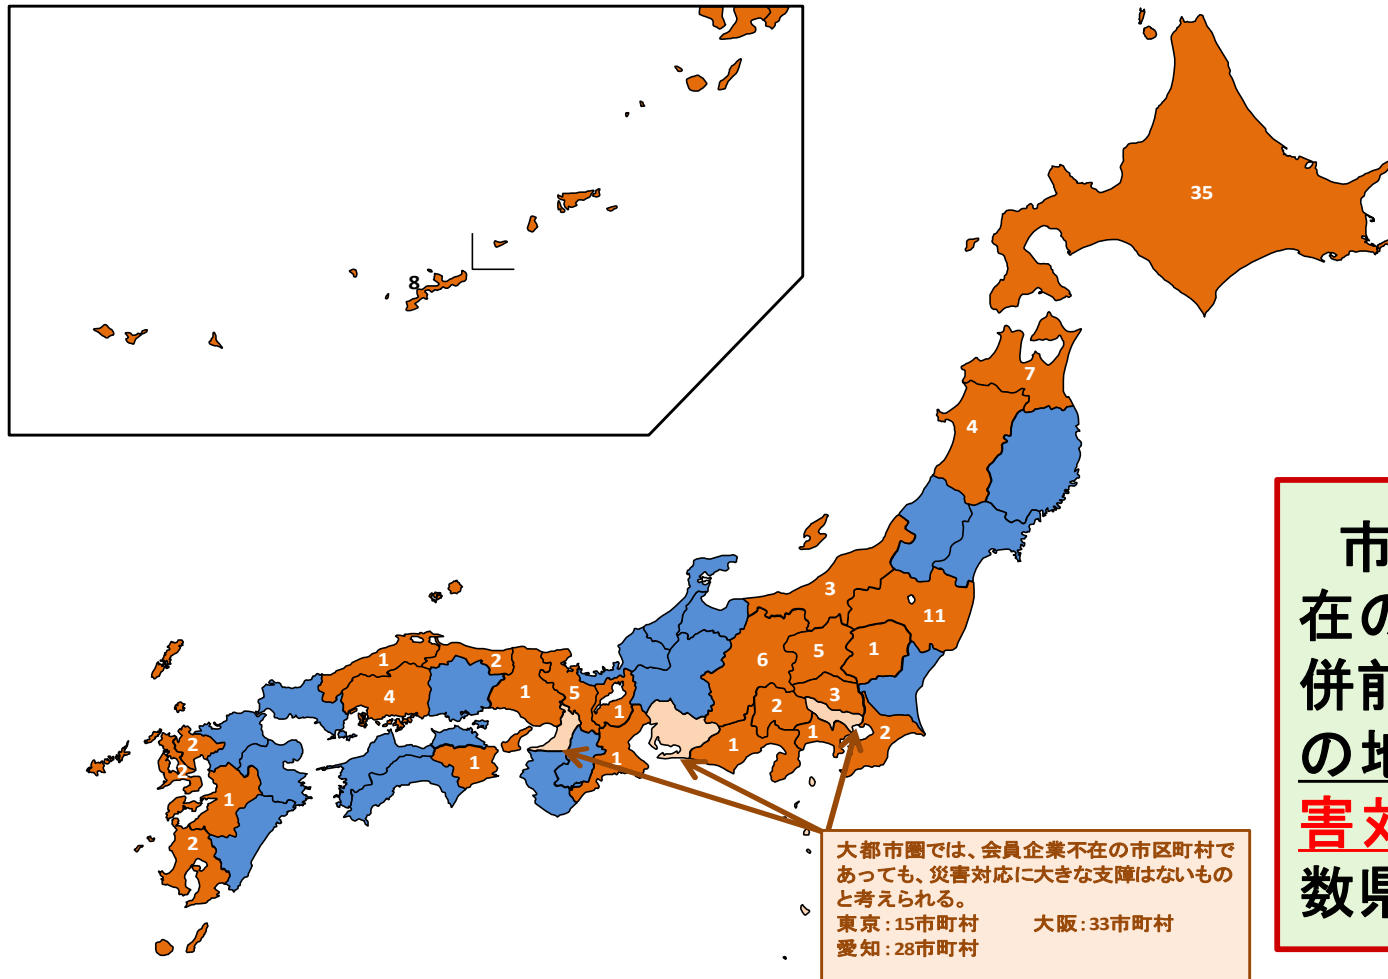 35
8
7
4
3
11
6
5
1
3
2
1
2
1
1
2
1
5
1
1
4
1
2
2
1
2
大都市圏では、会員企業不在の市区町村で
あっても、災害対応に大きな支障はないもの
と考えられる。
東京：15市町村 大阪：33市町村
愛知：28市町村
市
在の
併前
の地
害対
数県